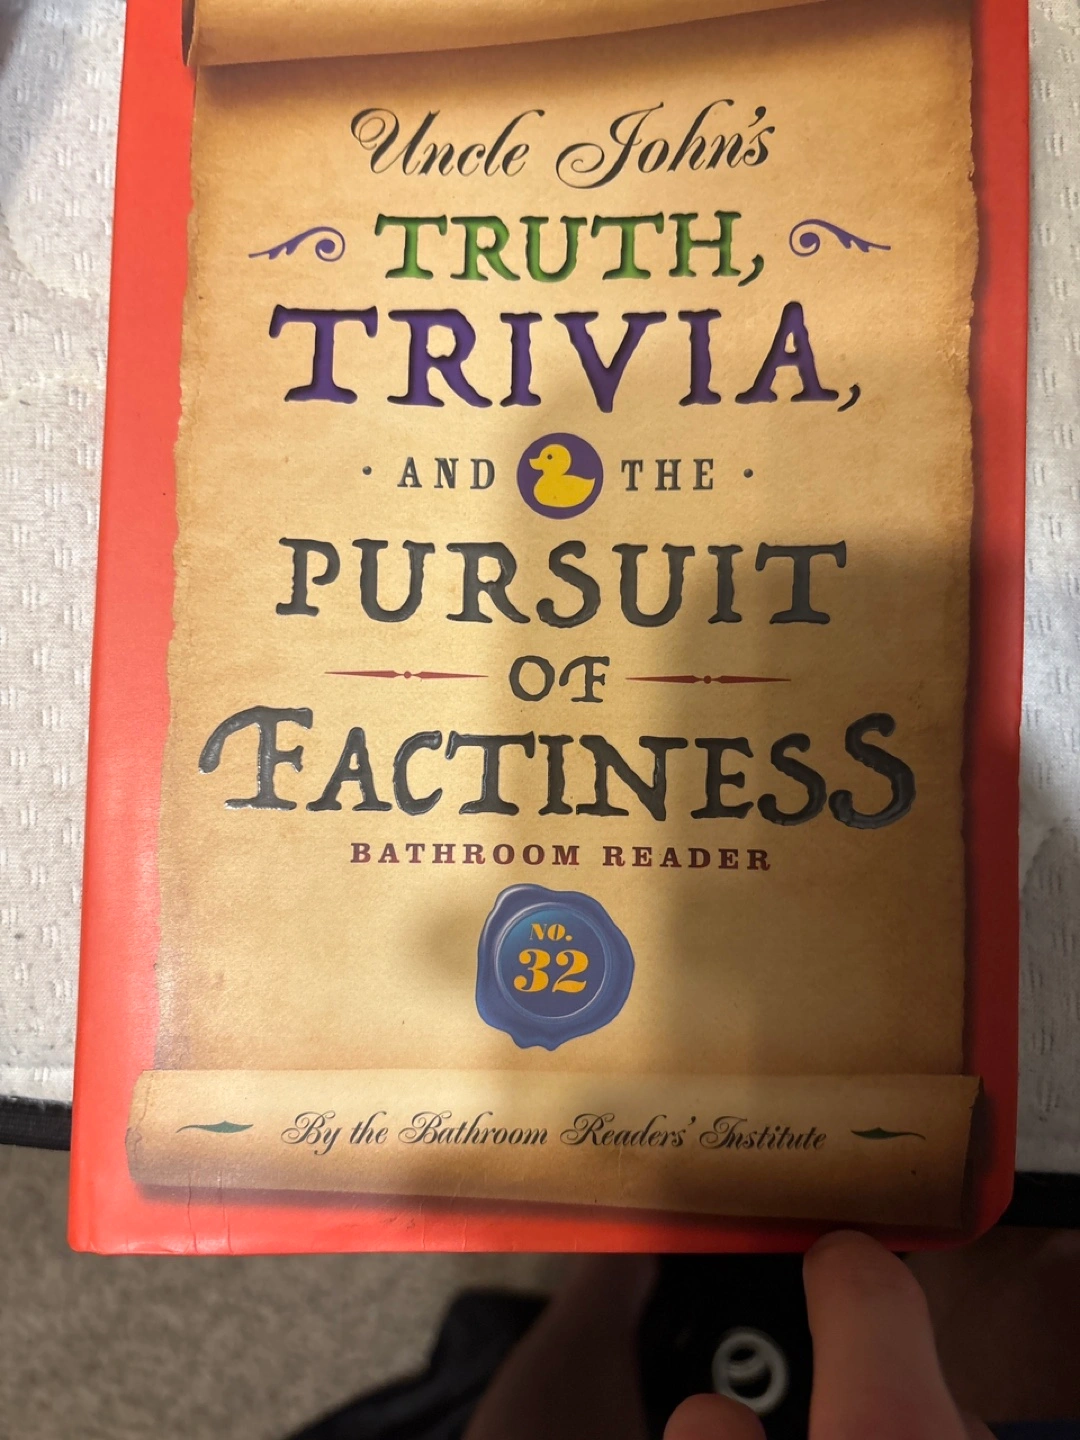 Uncle John's
TRUTH,
TRIVIA,
· AND THE ·
PURSUIT
OF
FACTINESS
BATHROOM READER
NO.
32
By the Bathroom Readers' Institute